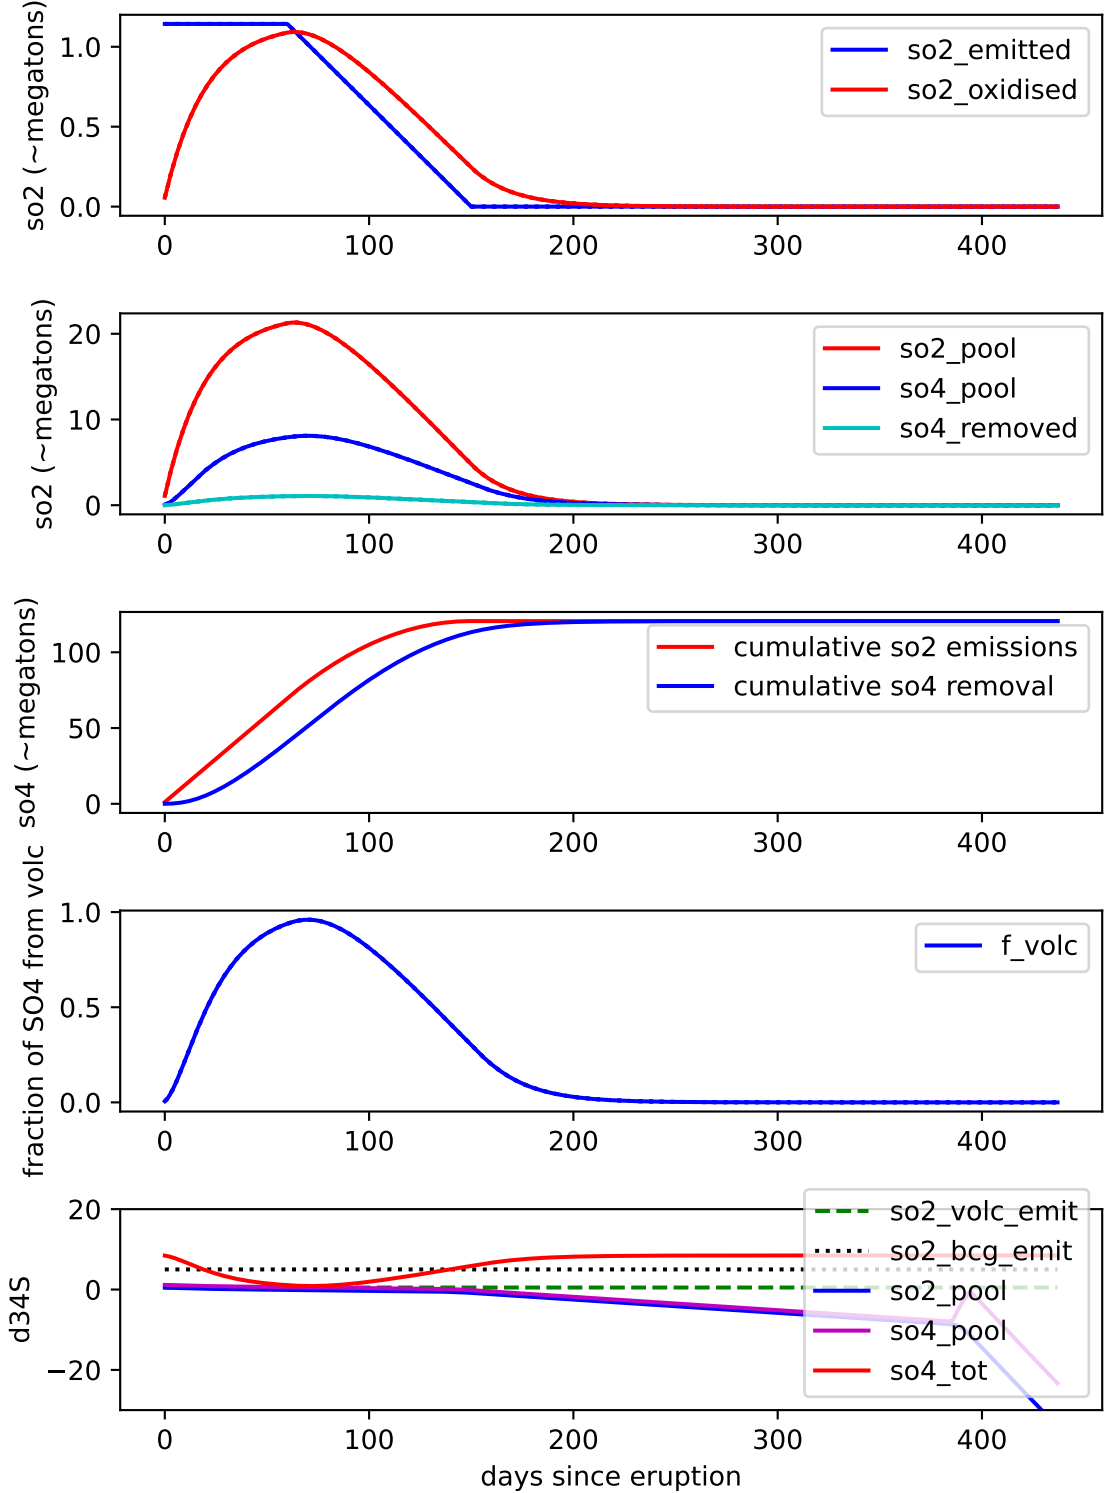 so2 (~megatons)
1.0
0.5
0.0
so2_emitted
so2_oxidised
0 100 200 300 400
so2 (~megatons)
20
10
0
so2_pool
so4_pool
so4_removed
0 100 200 300 400
so4 (~megatons)
100
50
0
cumulative so2 emissions
cumulative so4 removal
0 100 200 300 400
fraction of SO4 from volc
1.0
0.5
0.0
f_volc
0 100 200 300 400
d34S
20
0
−20
so2_volc_emit
so2_bcg_emit
so2_pool
so4_pool
so4_tot
0 100 200 300 400
days since eruption